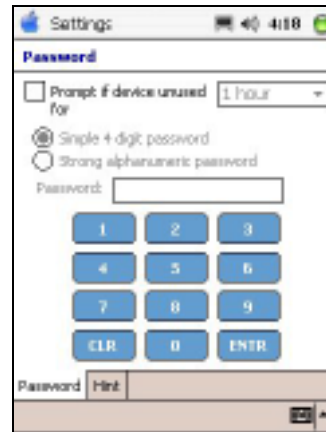 Settings 4:18
Password
Prompt if device unused 1 hour
for
Simple 4 digit password
Strong alphanumeric password
Password:
1 2 3
4 5 6
7 8 9
CLR 0 ENTR
Password Hint